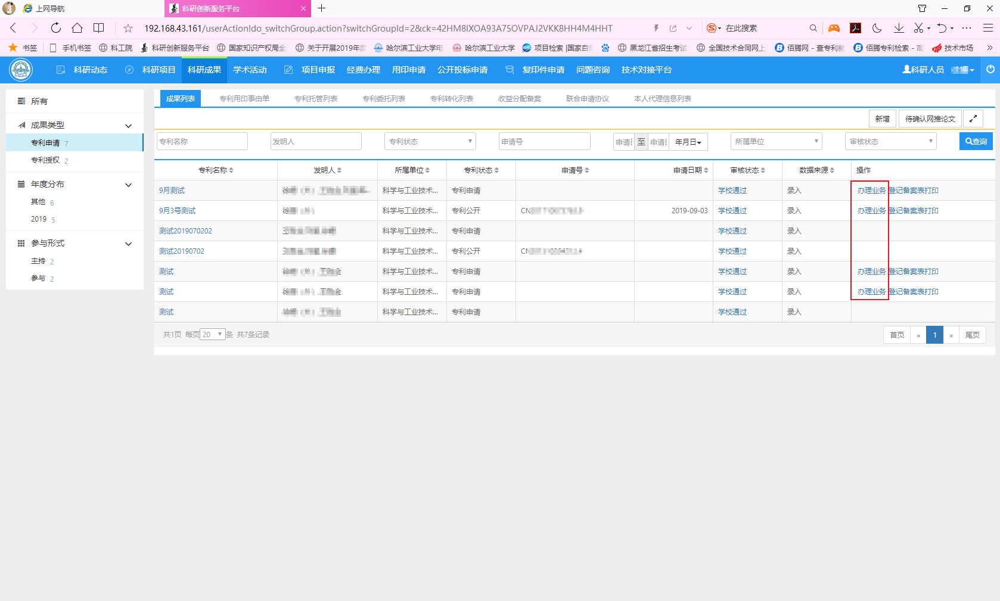 上网导航
科研创新服务平台
192.168.43.161/userAction!do_switchGroup.action?switchGroupId=2&ck=42HM8IXOA93A75OVPAJ2VKK8HH4M4HHT
在此搜索
书签 手机书签 科工院 科研创新服务平台 国家知识产权局全 关于开展2019年度 哈尔滨工业大学电 哈尔滨工业大学 项目检索 |国家自然 黑龙江省招生考试 全国技术合同网上 佰腾网 - 查专利就 佰腾专利检索 - 高 技术市场
科研动态 科研项目 科研成果 学术活动 项目申报 经费办理 用印申请 公开投标申请 复印件申请 问题咨询 技术对接平台 科研人员
所有
成果类型
专利申请 7
专利授权 2
年度分布
其他 6
2019 5
参与形式
主持 2
参与 2
成果列表 专利用印事由单 专利托管列表 专利委托列表 专利转化列表 收益分配备案 联合申请协议 本人代理信息列表
新增 待确认网推论文
专利名称 发明人 专利状态 申请号 申请日 至 申请日 年月日 所属单位 审核状态 查询
专利名称 发明人 所属单位 专利状态 申请号 申请日期 审核状态 数据来源 操作
9月测试 徐 科学与工业技术... 专利申请 学校通过 录入 办理业务 登记备案表打印
9月3号测试 徐 科学与工业技术... 专利公开 CN 2019-09-03 学校通过 录入 办理业务 登记备案表打印
测试2019070202 科学与工业技术... 专利申请 学校通过 录入
测试20190702 科学与工业技术... 专利公开 CN 学校通过 录入
测试 科学与工业技术... 专利申请 学校通过 录入 办理业务 登记备案表打印
测试 科学与工业技术... 专利申请 学校通过 录入 办理业务 登记备案表打印
测试 科学与工业技术... 专利申请 学校通过 录入
共1页 每页 20 条 共7条记录
首页 « 1 » 尾页